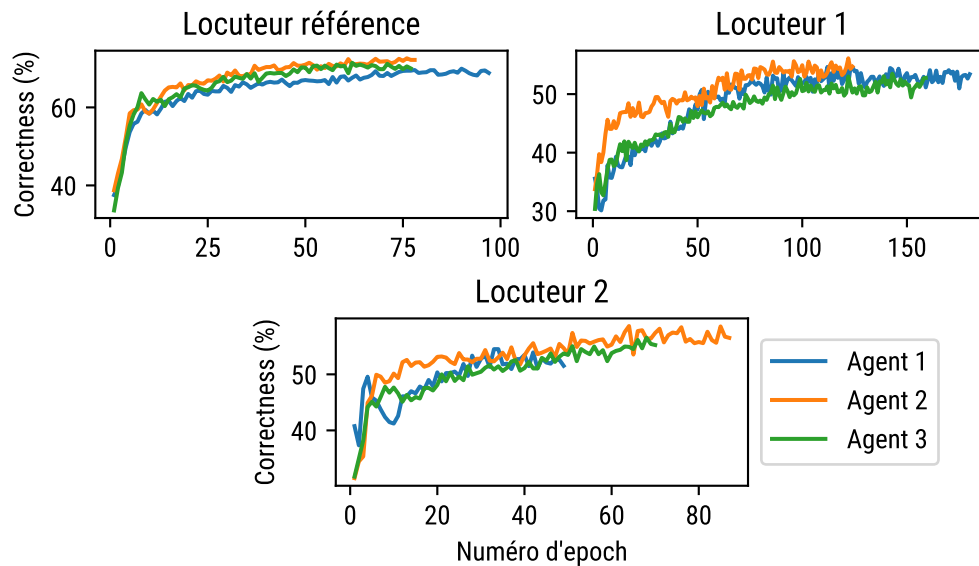 Locuteur référence
Correctness (%)
60
40
0 25 50 75 100
Locuteur 1
50
40
30
0 50 100 150
Locuteur 2
Correctness (%)
50
40
0 20 40 60 80
Numéro d'epoch
Agent 1
Agent 2
Agent 3